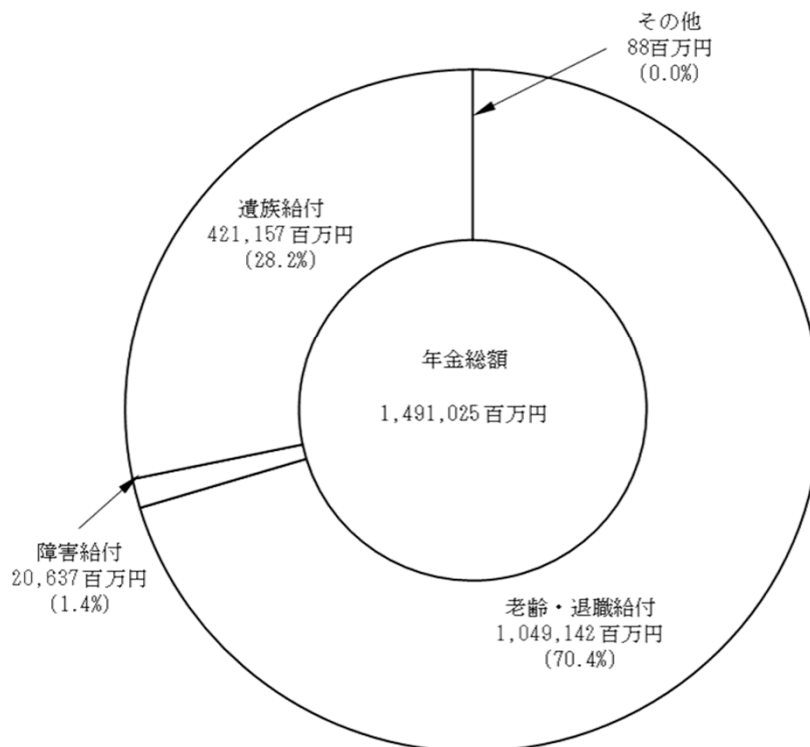 その他
88百万円
(0.0%)
遺族給付
421,157百万円
(28.2%)
年金総額
1,491,025百万円
障害給付
20,637百万円
(1.4%)
老齢・退職給付
1,049,142百万円
(70.4%)